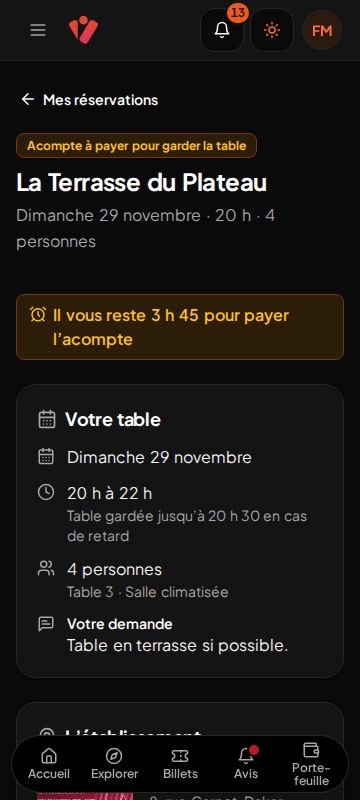 13
FM
Mes réservations
Acompte à payer pour garder la table
La Terrasse du Plateau
Dimanche 29 novembre · 20 h · 4
personnes
Il vous reste 3 h 45 pour payer
l’acompte
Votre table
Dimanche 29 novembre
20 h à 22 h
Table gardée jusqu’à 20 h 30 en cas
de retard
4 personnes
Table 3 · Salle climatisée
Votre demande
Table en terrasse si possible.
L’établissement
Accueil
Explorer
Billets
Avis
Porte-
feuille